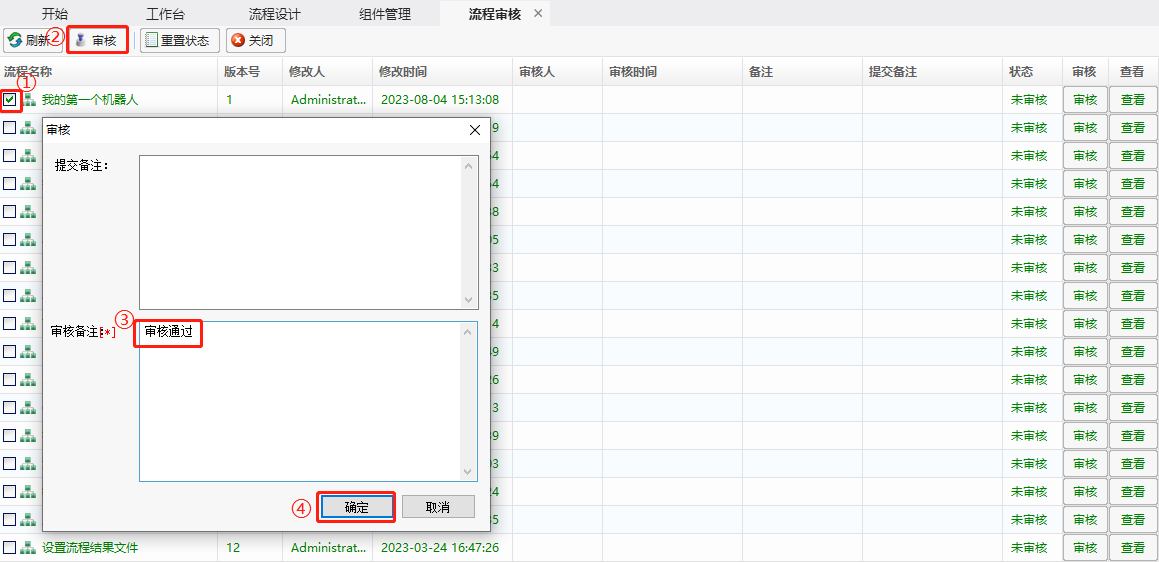 开始 工作台 流程设计 组件管理 流程审核 ×
刷新 ② 审核 重置状态 关闭
流程名称 版本号 修改人 修改时间 审核人 审核时间 备注 提交备注 状态 审核 查看
①
我的第一个机器人 1 Administrat... 2023-08-04 15:13:08 未审核 审核 查看
审核
9 未审核 审核 查看
提交备注：
54 未审核 审核 查看
54 未审核 审核 查看
38 未审核 审核 查看
05 未审核 审核 查看
33 未审核 审核 查看
35 未审核 审核 查看
③
审核备注[*] 审核通过
4 未审核 审核 查看
49 未审核 审核 查看
26 未审核 审核 查看
3 未审核 审核 查看
39 未审核 审核 查看
03 未审核 审核 查看
24 未审核 审核 查看
④ 确定 取消
35 未审核 审核 查看
设置流程结果文件 12 Administrat... 2023-03-24 16:47:26 未审核 审核 查看